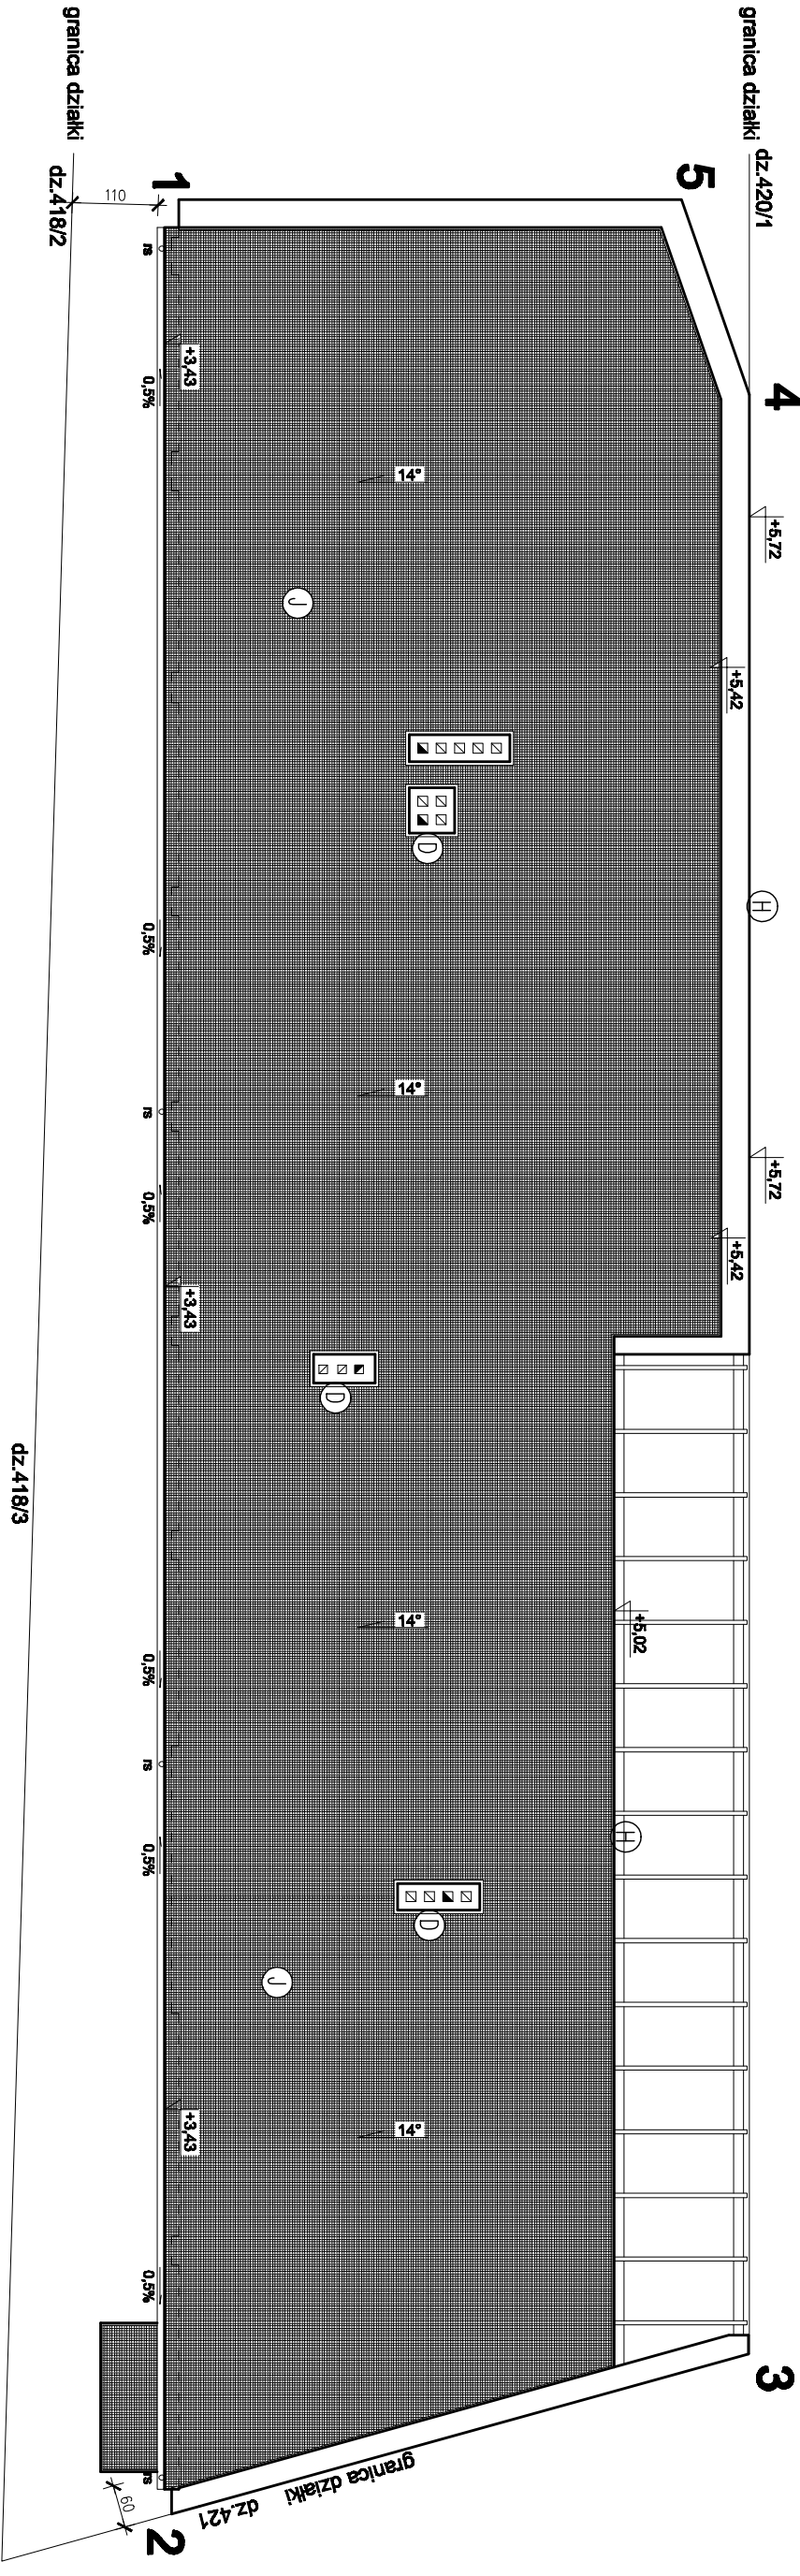 granica działki
dz.420/1
granica działki
dz.418/2
110
1
5
4
3
2
rs
+3,43
0,5%
14°
+5,72
+5,42
J
D
H
0,5%
14°
rs
0,5%
+5,72
+5,42
+3,43
D
dz.418/3
+5,02
14°
0,5%
rs
H
0,5%
D
J
+3,43
14°
0,5%
rs
60
granica działki
dz.421